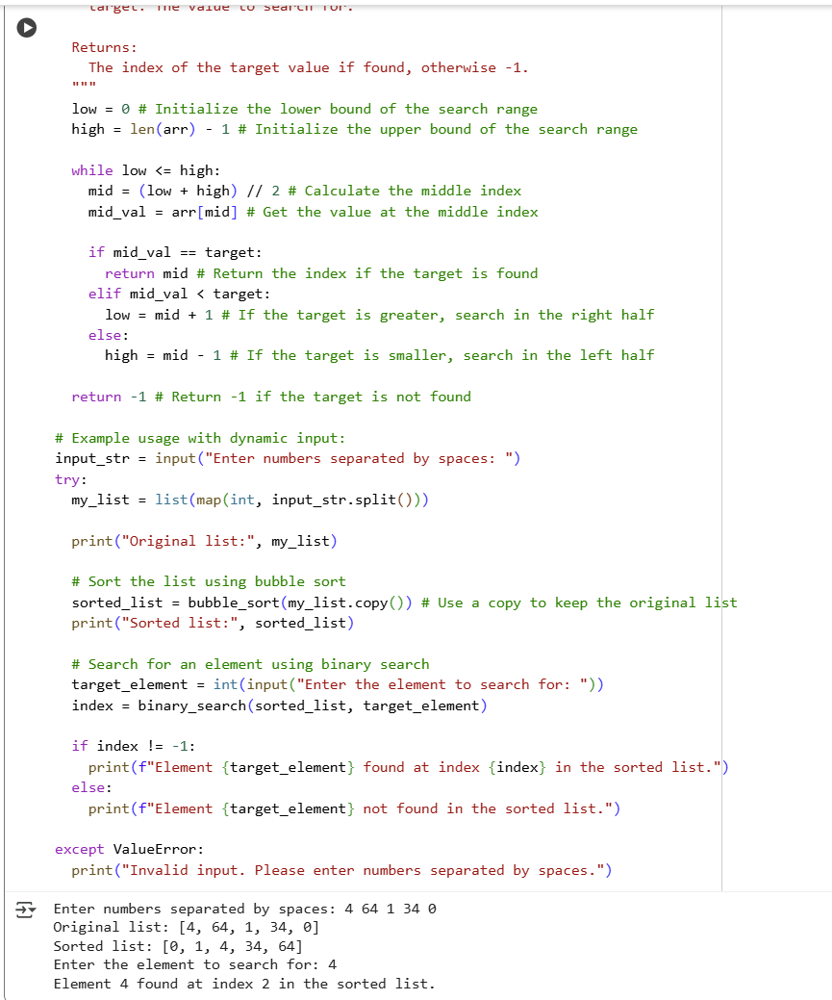 target: The value to search for.
Returns:
The index of the target value if found, otherwise -1.
"""
low = 0 # Initialize the lower bound of the search range
high = len(arr) - 1 # Initialize the upper bound of the search range
while low <= high:
mid = (low + high) // 2 # Calculate the middle index
mid_val = arr[mid] # Get the value at the middle index
if mid_val == target:
return mid # Return the index if the target is found
elif mid_val < target:
low = mid + 1 # If the target is greater, search in the right half
else:
high = mid - 1 # If the target is smaller, search in the left half
return -1 # Return -1 if the target is not found
# Example usage with dynamic input:
input_str = input("Enter numbers separated by spaces: ")
try:
my_list = list(map(int, input_str.split()))
print("Original list:", my_list)
# Sort the list using bubble sort
sorted_list = bubble_sort(my_list.copy()) # Use a copy to keep the original list
print("Sorted list:", sorted_list)
# Search for an element using binary search
target_element = int(input("Enter the element to search for: "))
index = binary_search(sorted_list, target_element)
if index != -1:
print(f"Element {target_element} found at index {index} in the sorted list.")
else:
print(f"Element {target_element} not found in the sorted list.")
except ValueError:
print("Invalid input. Please enter numbers separated by spaces.")
Enter numbers separated by spaces: 4 64 1 34 0
Original list: [4, 64, 1, 34, 0]
Sorted list: [0, 1, 4, 34, 64]
Enter the element to search for: 4
Element 4 found at index 2 in the sorted list.